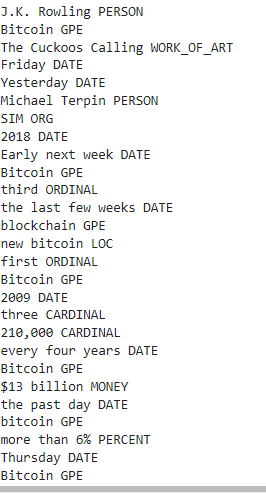 J.K. Rowling PERSON
Bitcoin GPE
The Cuckoos Calling WORK_OF_ART
Friday DATE
Yesterday DATE
Michael Terpin PERSON
SIM ORG
2018 DATE
Early next week DATE
Bitcoin GPE
third ORDINAL
the last few weeks DATE
blockchain GPE
new bitcoin LOC
first ORDINAL
Bitcoin GPE
2009 DATE
three CARDINAL
210,000 CARDINAL
every four years DATE
Bitcoin GPE
$13 billion MONEY
the past day DATE
bitcoin GPE
more than 6% PERCENT
Thursday DATE
Bitcoin GPE